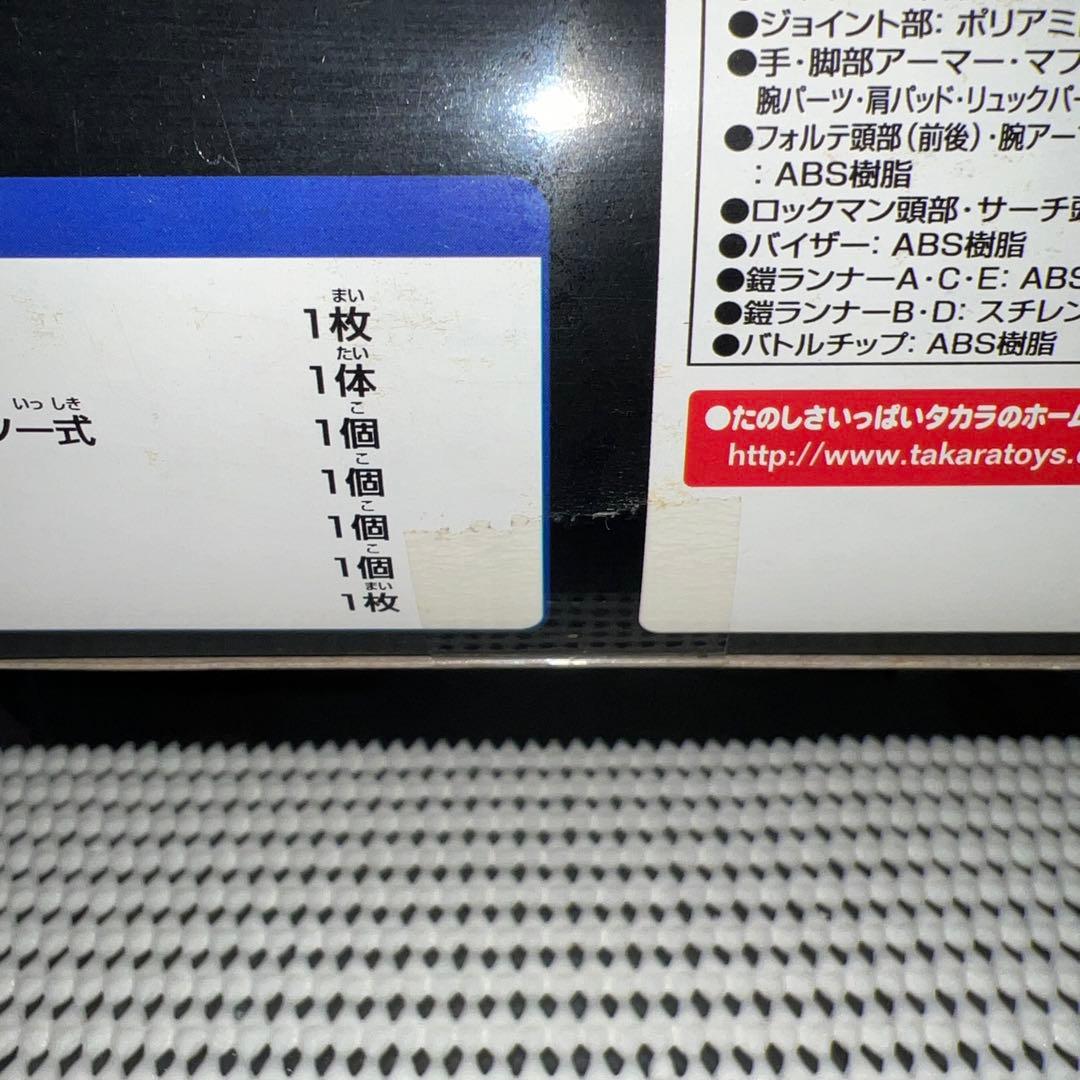 まい
1枚
たい
1体
いっ しき
ツ一式
こ
1個
こ
1個
こ
1個
こ
1個
まい
1枚
●ジョイント部: ポリアミ
●手・脚部アーマー・マフ
腕パーツ・肩パッド・リュックパー
●フォルテ頭部(前後)・腕アー
: ABS樹脂
●ロックマン頭部・サーチ頭
●バイザー: ABS樹脂
●鎧ランナーA・C・E: ABS
●鎧ランナーB・D: スチレン
●バトルチップ: ABS樹脂
●たのしさいっぱいタカラのホーム
http://www.takaratoys.c